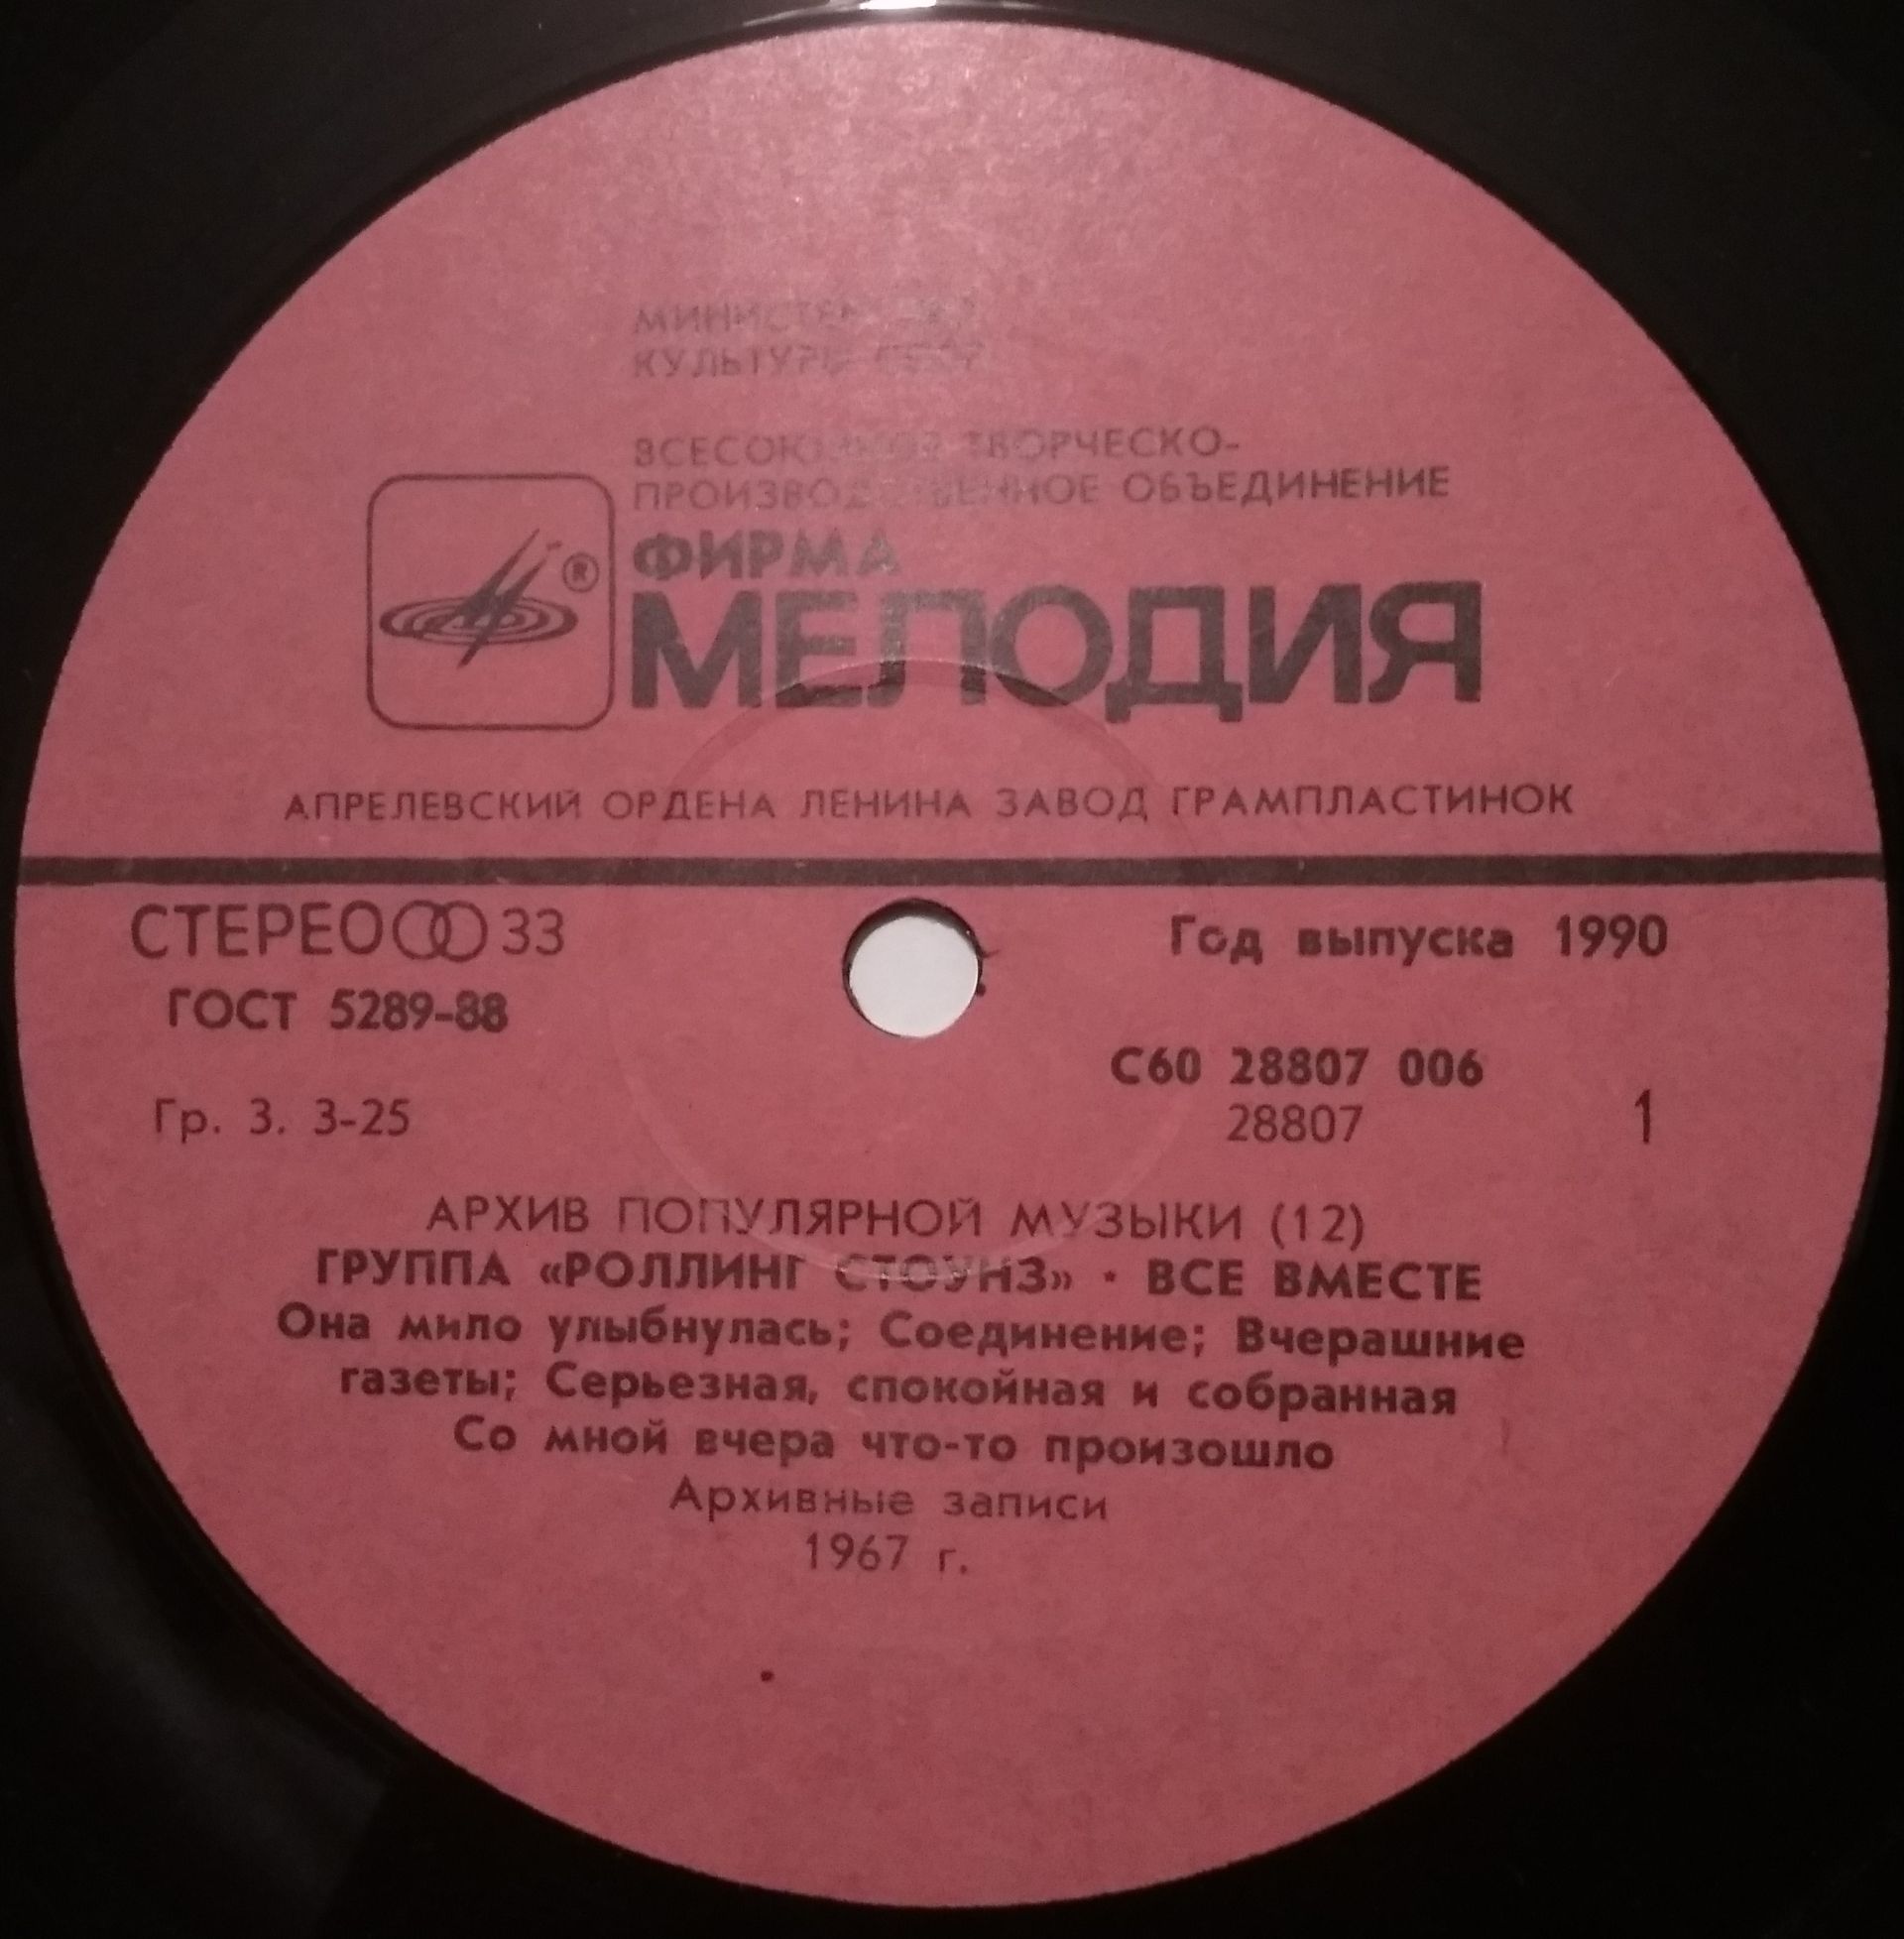 МИНИСТЕРСТВО
КУЛЬТУРЫ СССР
ВСЕСОЮЗНОЕ ТВОРЧЕСКО-
ПРОИЗВОДСТВЕННОЕ ОБЪЕДИНЕНИЕ
ФИРМА
®
МЕЛОДИЯ
АПРЕЛЕВСКИЙ ОРДЕНА ЛЕНИНА ЗАВОД ГРАМПЛАСТИНОК
СТЕРЕО 33
Год выпуска 1990
ГОСТ 5289-88
С60 28807 006
Гр. 3. 3-25
28807
1
АРХИВ ПОПУЛЯРНОЙ МУЗЫКИ (12)
ГРУППА «РОЛЛИНГ СТОУНЗ» · ВСЕ ВМЕСТЕ
Она мило улыбнулась; Соединение; Вчерашние
газеты; Серьезная, спокойная и собранная
Со мной вчера что-то произошло
Архивные записи
1967 г.